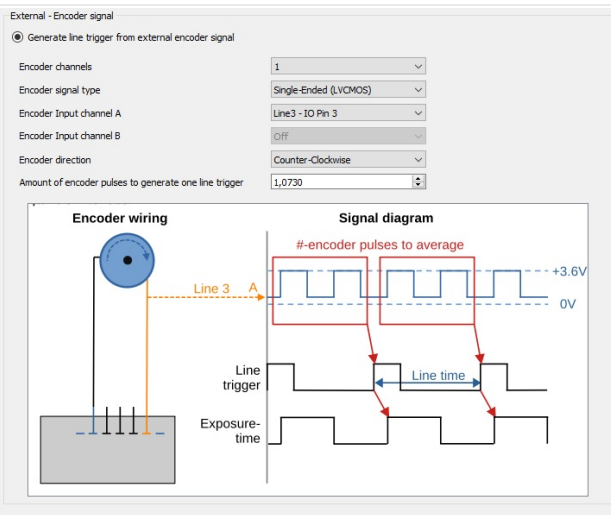 External - Encoder signal
Generate line trigger from external encoder signal
Encoder channels 1
Encoder signal type Single-Ended (LVCMOS)
Encoder Input channel A Line3 - IO Pin 3
Encoder Input channel B Off
Encoder direction Counter-Clockwise
Amount of encoder pulses to generate one line trigger 1,0730
Encoder wiring Signal diagram
#-encoder pulses to average
Line 3 A
+3.6V
0V
Line
trigger
Line time
Exposure-
time